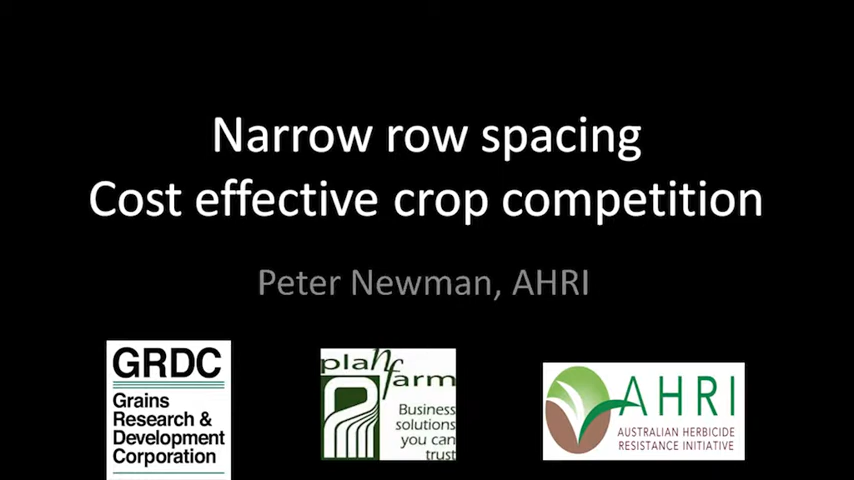 Narrow row spacing
Cost effective crop competition
Peter Newman, AHRI
GRDC
Grains
Research &
Development
Corporation
planfarm
Business
solutions
you can
trust
AHRI
AUSTRALIAN HERBICIDE
RESISTANCE INITIATIVE